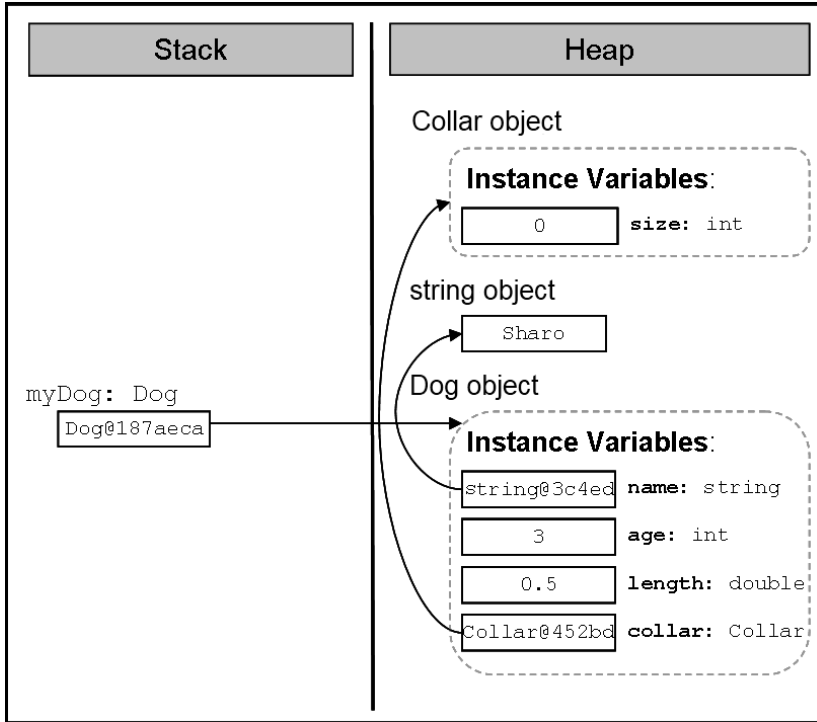 Stack
Heap
Collar object
Instance Variables:
0 size: int
string object
Sharo
myDog: Dog
Dog@187aeca
Dog object
Instance Variables:
string@3c4ed name: string
3 age: int
0.5 length: double
Collar@452bd collar: Collar